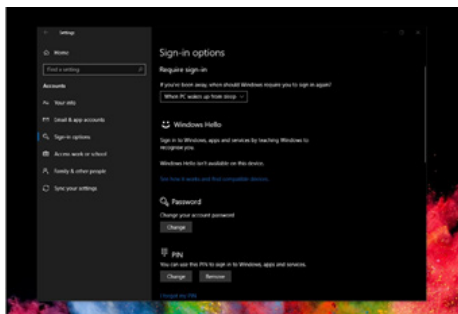 Settings
Home
Find a setting
Accounts
Your info
Email & app accounts
Sign-in options
Access work or school
Family & other people
Sync your settings
Sign-in options
Require sign-in
If you've been away, when should Windows require you to sign in again?
When PC wakes up from sleep
Windows Hello
Sign in to Windows, apps and services by teaching Windows to
recognise you.
Windows Hello isn't available on this device.
See how it works and find compatible devices.
Password
Change your account password
Change
PIN
You can use this PIN to sign in to Windows, apps and services.
Change Remove
I forgot my PIN